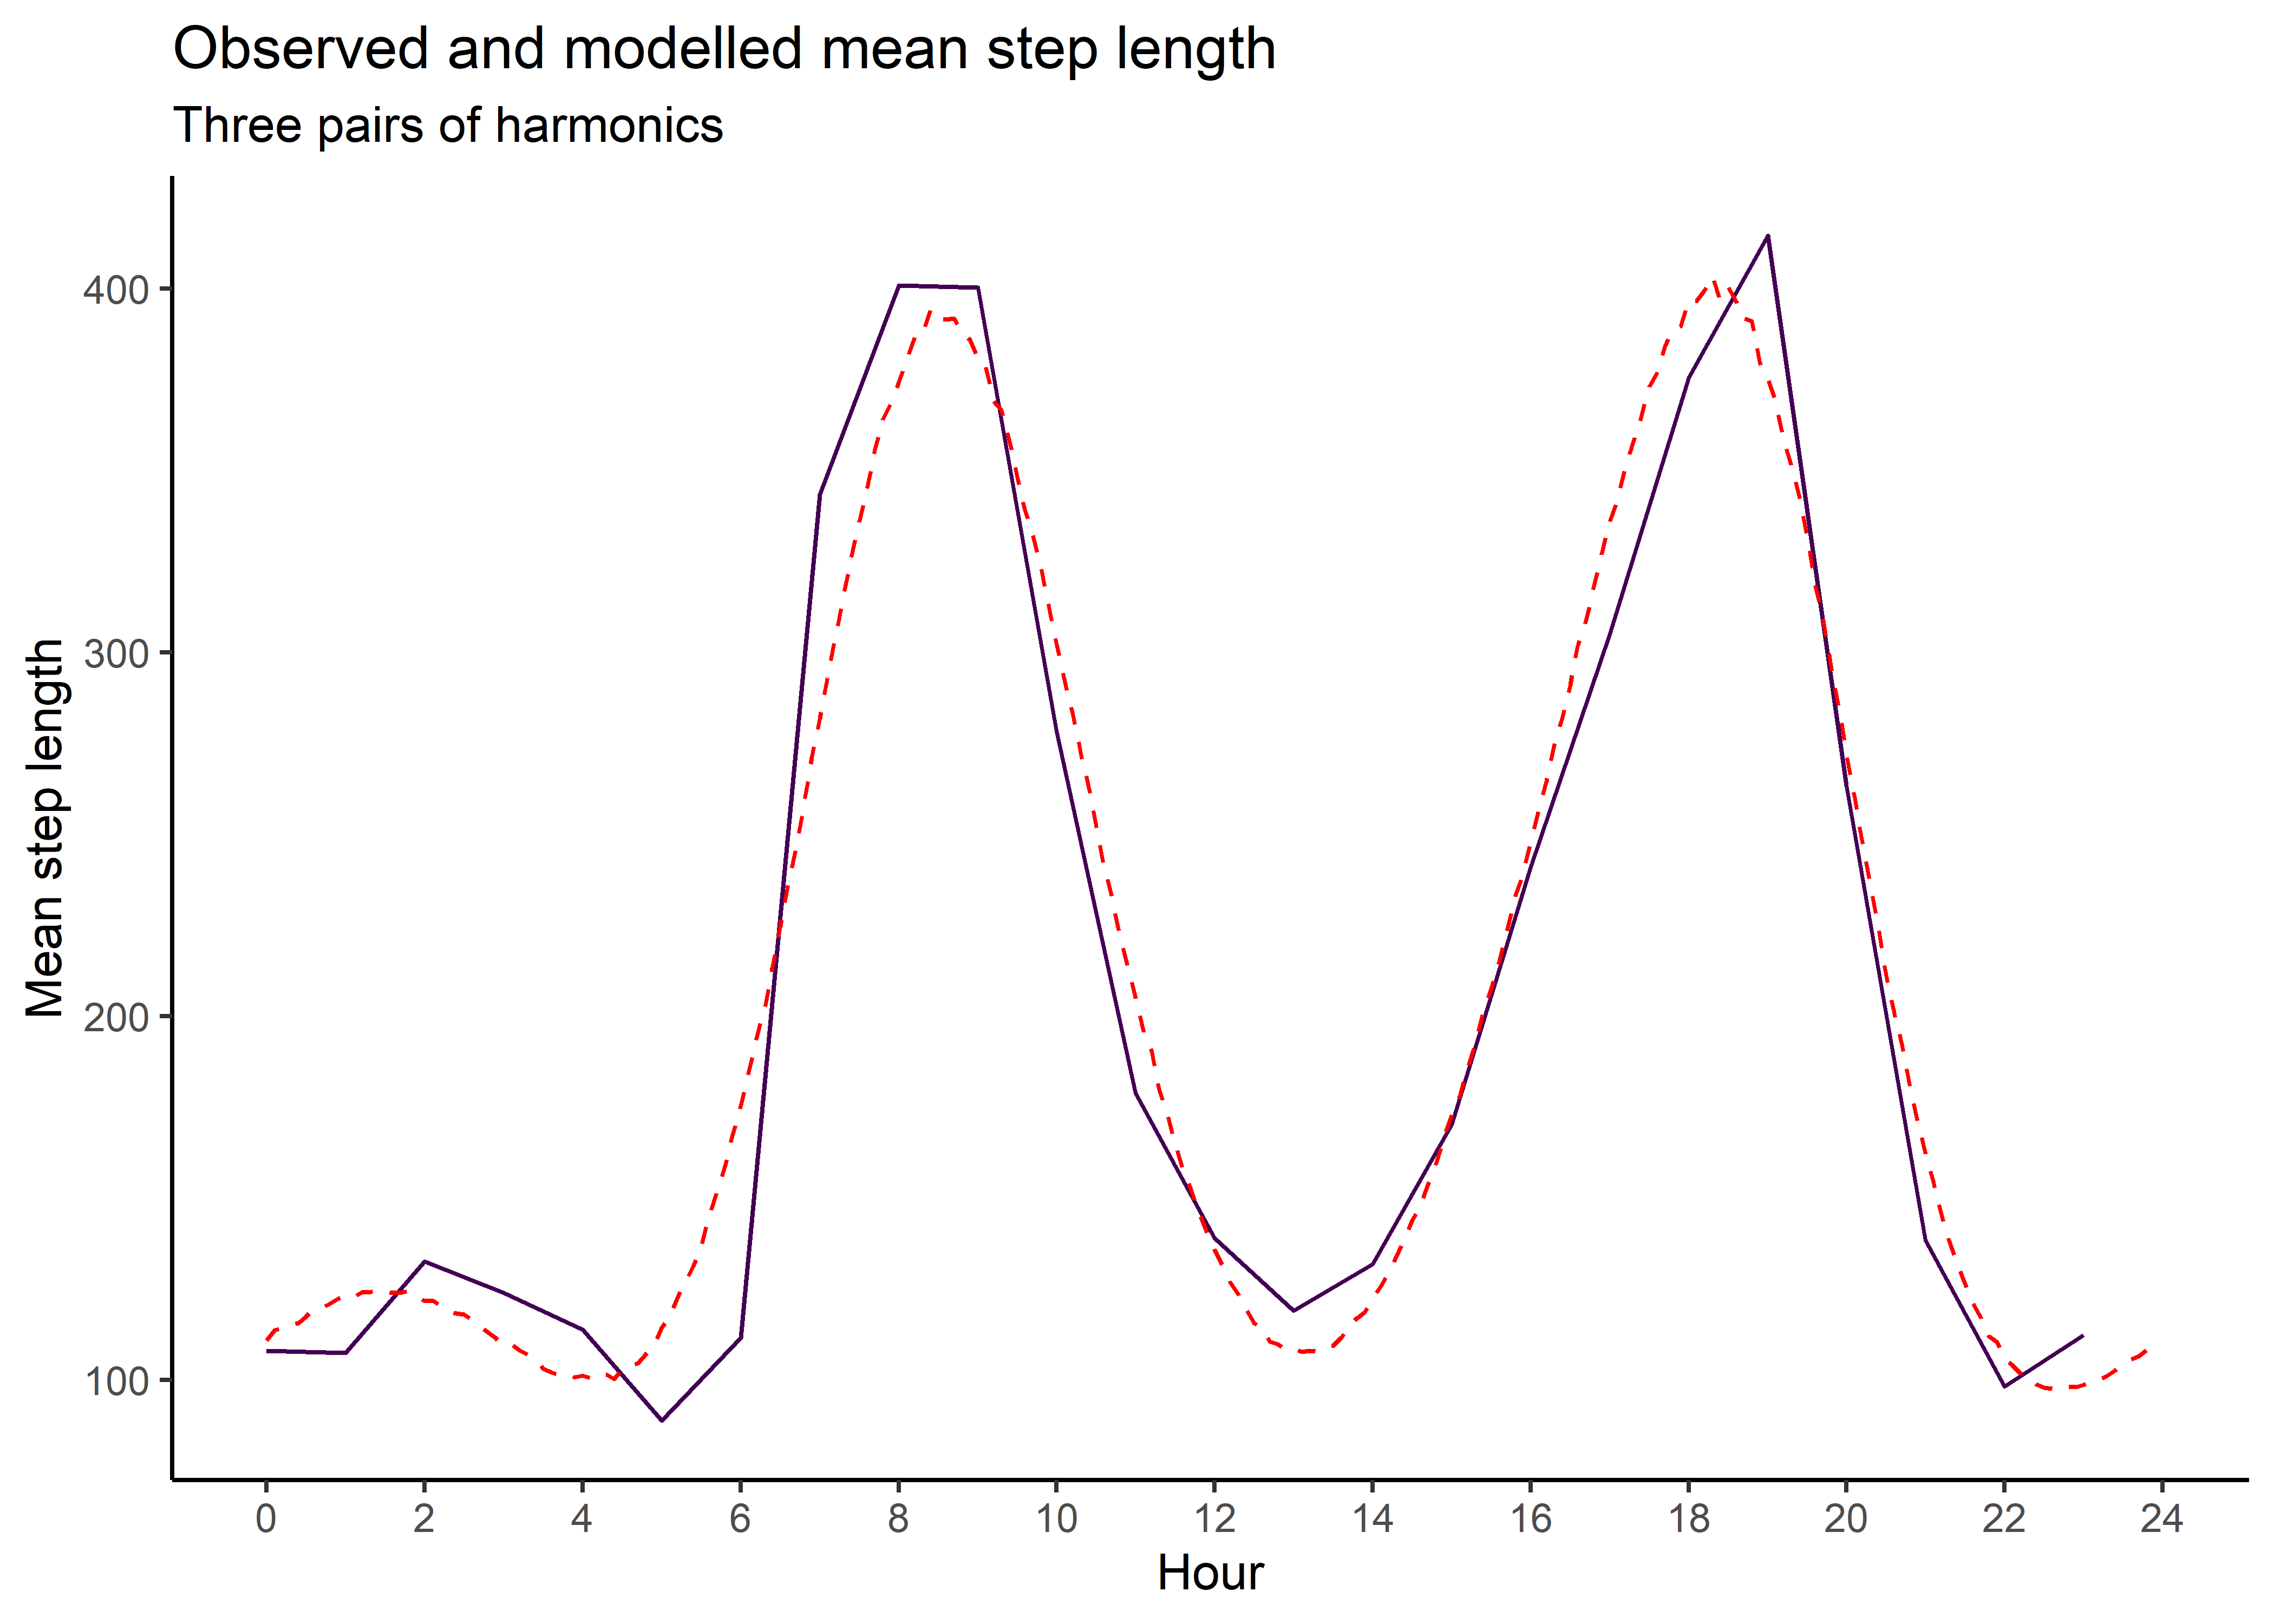 Observed and modelled mean step length
Three pairs of harmonics
Mean step length
400
300
200
100
0 2 4 6 8 10 12 14 16 18 20 22 24
Hour